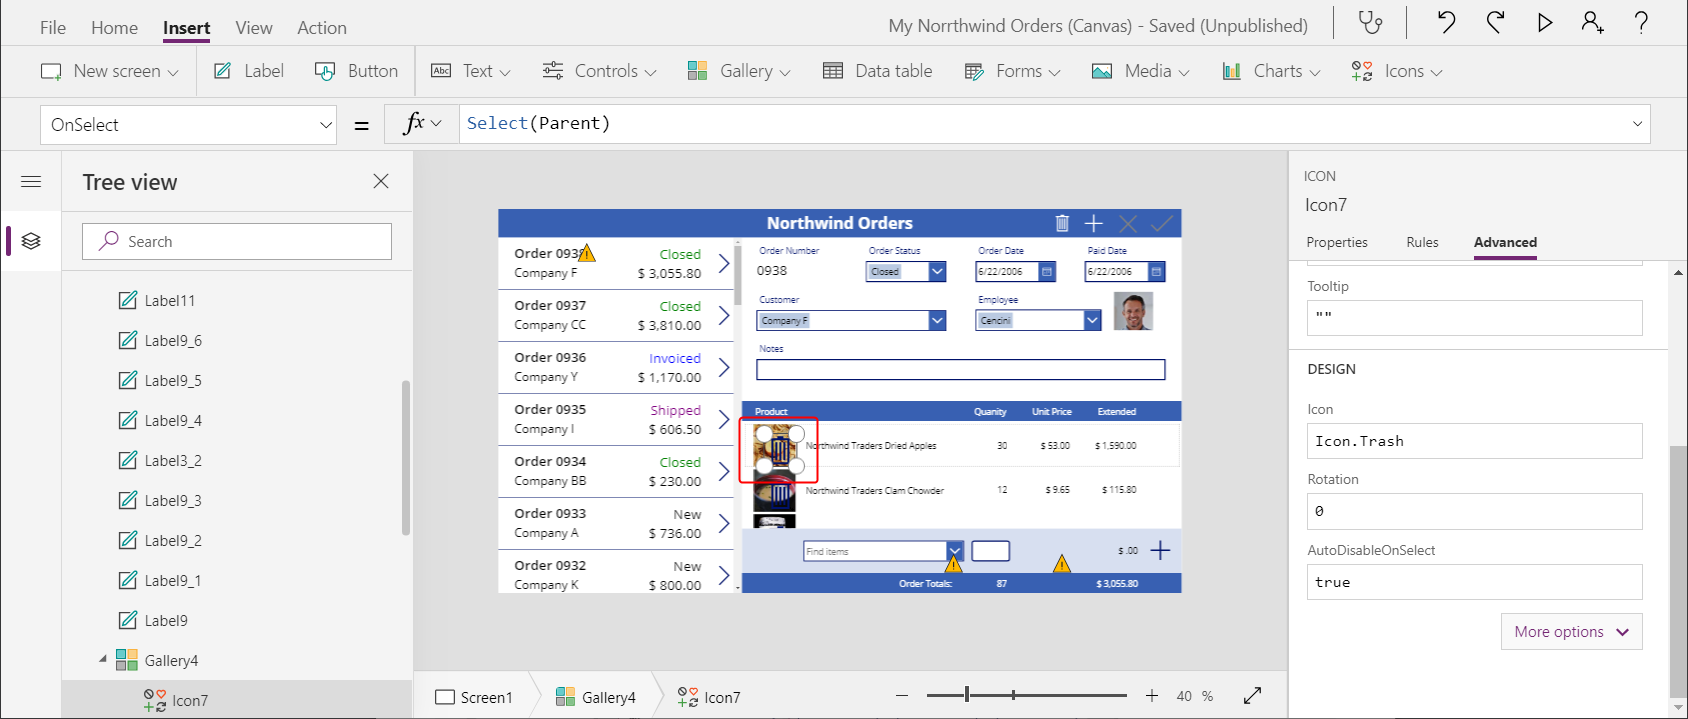 File Home Insert View Action My Norrthwind Orders (Canvas) - Saved (Unpublished)
New screen Label Button Abc Text Controls Gallery Data table Forms Media Charts Icons
OnSelect = fx Select(Parent)
Tree view
Search
Label11
Label9_6
Label9_5
Label9_4
Label3_2
Label9_3
Label9_2
Label9_1
Label9
Gallery4
Icon7
Northwind Orders
Order 0938 Closed
Company F $ 3,055.80
Order 0937 Closed
Company CC $ 3,810.00
Order 0936 Invoiced
Company Y $ 1,170.00
Order 0935 Shipped
Company I $ 606.50
Order 0934 Closed
Company BB $ 230.00
Order 0933 New
Company A $ 736.00
Order 0932 New
Company K $ 800.00
Order Number Order Status Order Date Paid Date
0938 Closed 6/22/2006 6/22/2006
Customer Employee
Company F Cencini
Notes
Product Quanity Unit Price Extended
Northwind Traders Dried Apples 30 $ 53.00 $ 1,590.00
Northwind Traders Clam Chowder 12 $ 9.65 $ 115.80
Find items $ .00
Order Totals: 87 $ 3,055.80
Screen1 Gallery4 Icon7 40 %
ICON
Icon7
Properties Rules Advanced
Tooltip
""
DESIGN
Icon
Icon.Trash
Rotation
0
AutoDisableOnSelect
true
More options